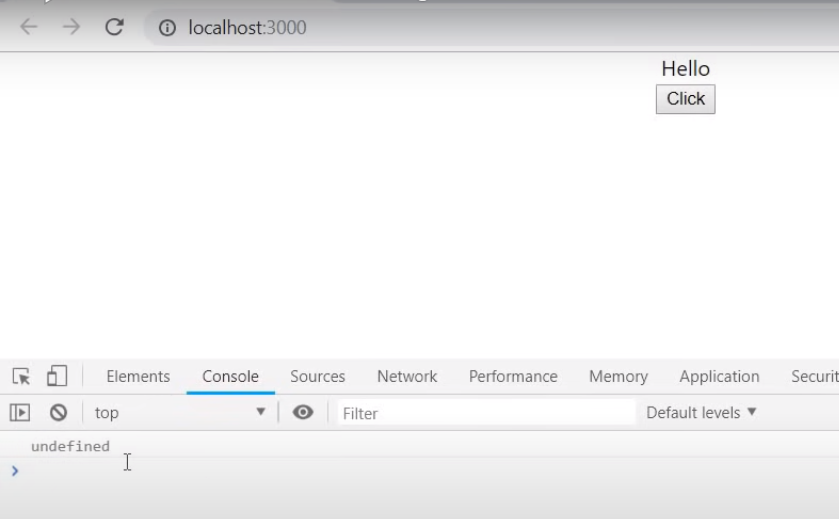 localhost:3000
Hello
Click
Elements Console Sources Network Performance Memory Application
top Filter Default levels
undefined